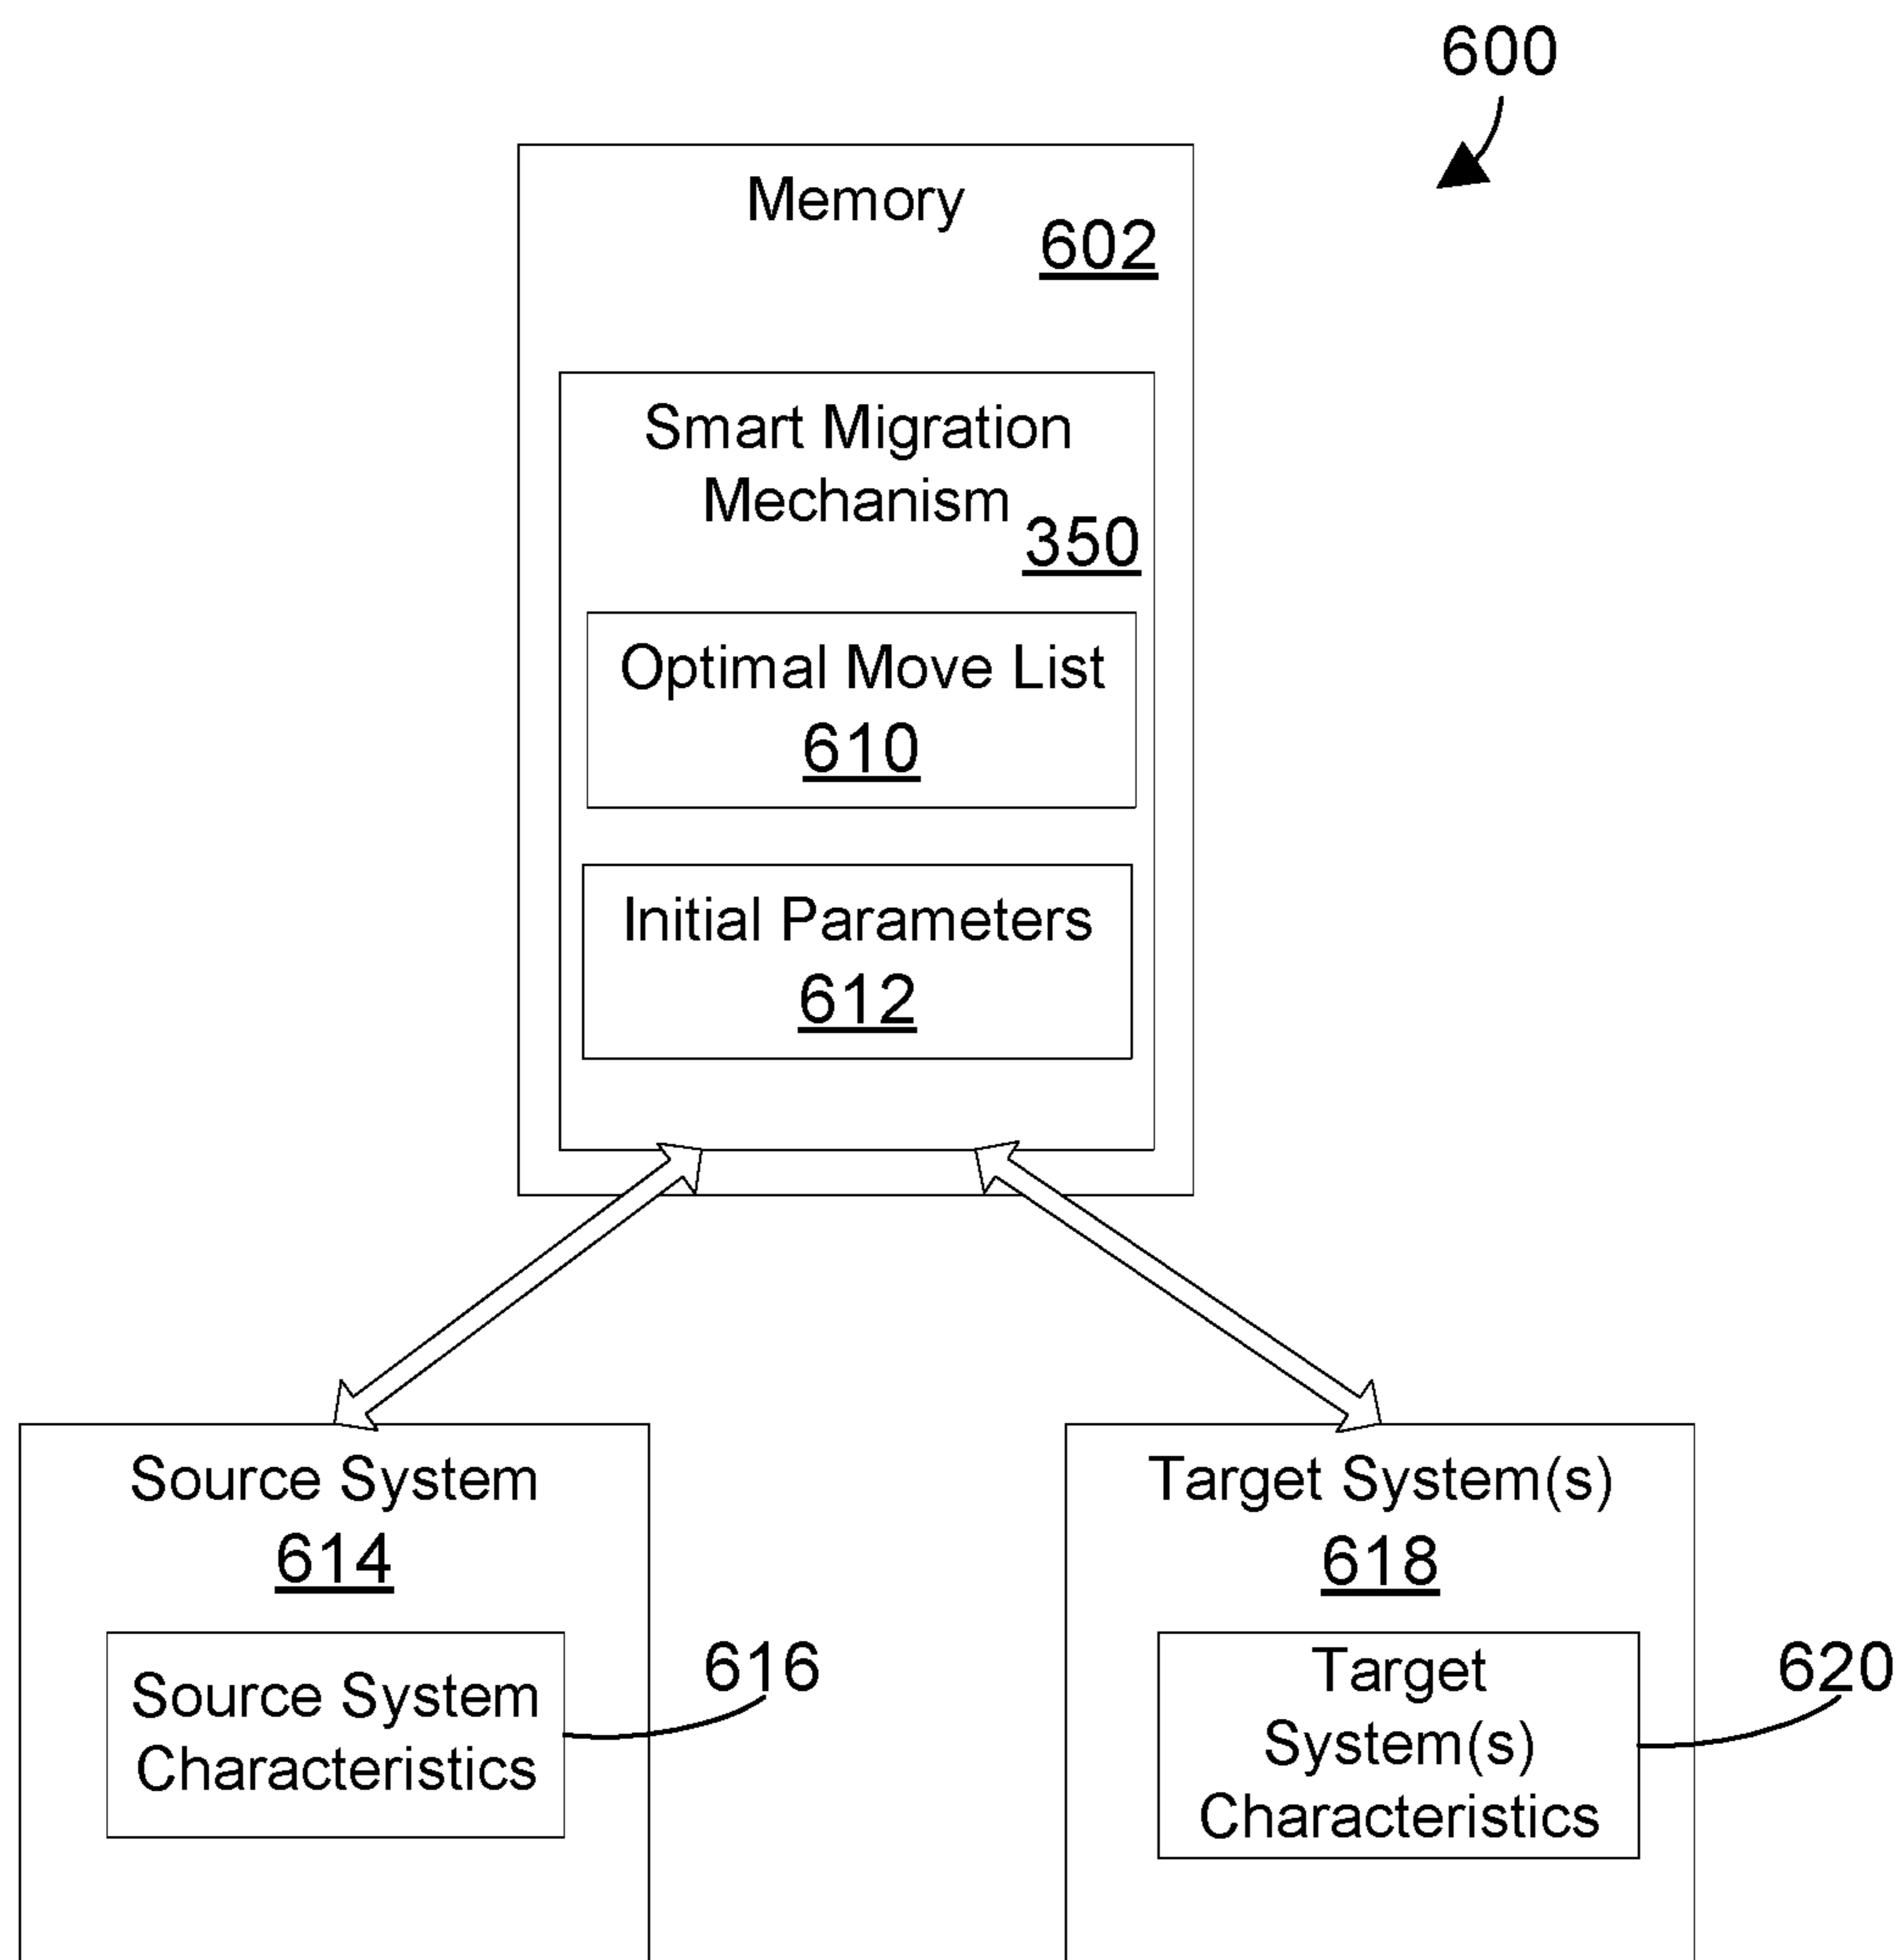 600
Memory
602
Smart Migration
Mechanism
350
Optimal Move List
610
Initial Parameters
612
Source System
614
Source System
Characteristics
616
Target System(s)
618
Target
System(s)
Characteristics
620